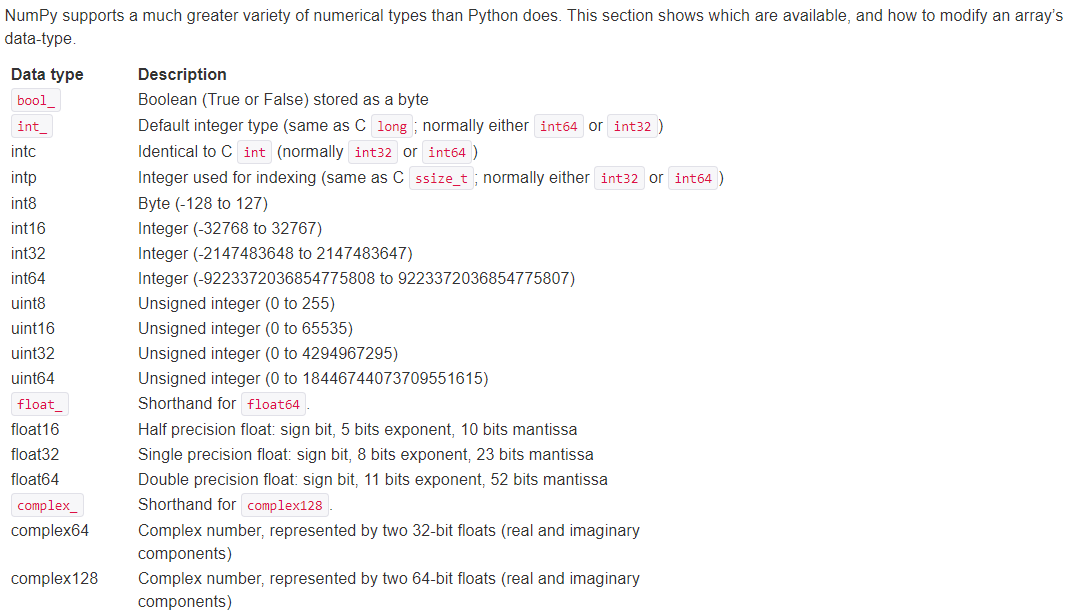 NumPy supports a much greater variety of numerical types than Python does. This section shows which are available, and how to modify an array’s
data-type.
Data type Description
bool_ Boolean (True or False) stored as a byte
int_ Default integer type (same as C long; normally either int64 or int32)
intc Identical to C int (normally int32 or int64)
intp Integer used for indexing (same as C ssize_t; normally either int32 or int64)
int8 Byte (-128 to 127)
int16 Integer (-32768 to 32767)
int32 Integer (-2147483648 to 2147483647)
int64 Integer (-9223372036854775808 to 9223372036854775807)
uint8 Unsigned integer (0 to 255)
uint16 Unsigned integer (0 to 65535)
uint32 Unsigned integer (0 to 4294967295)
uint64 Unsigned integer (0 to 18446744073709551615)
float_ Shorthand for float64.
float16 Half precision float: sign bit, 5 bits exponent, 10 bits mantissa
float32 Single precision float: sign bit, 8 bits exponent, 23 bits mantissa
float64 Double precision float: sign bit, 11 bits exponent, 52 bits mantissa
complex_ Shorthand for complex128.
complex64 Complex number, represented by two 32-bit floats (real and imaginary
components)
complex128 Complex number, represented by two 64-bit floats (real and imaginary
components)